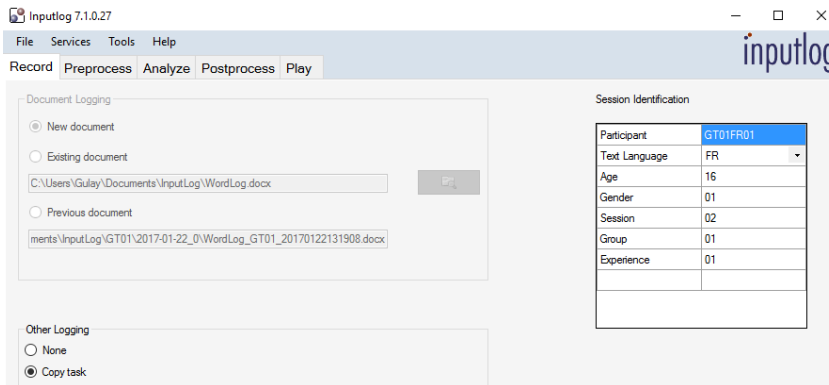 Inputlog 7.1.0.27
File Services Tools Help
inputlog
Record Preprocess Analyze Postprocess Play
Document Logging
New document
Existing document
C:\Users\Gulay\Documents\InputLog\WordLog.docx
Previous document
ments\InputLog\GT01\2017-01-22_0\WordLog_GT01_20170122131908.docx
Other Logging
None
Copy task
Session Identification
Participant GT01FR01
Text Language FR
Age 16
Gender 01
Session 02
Group 01
Experience 01